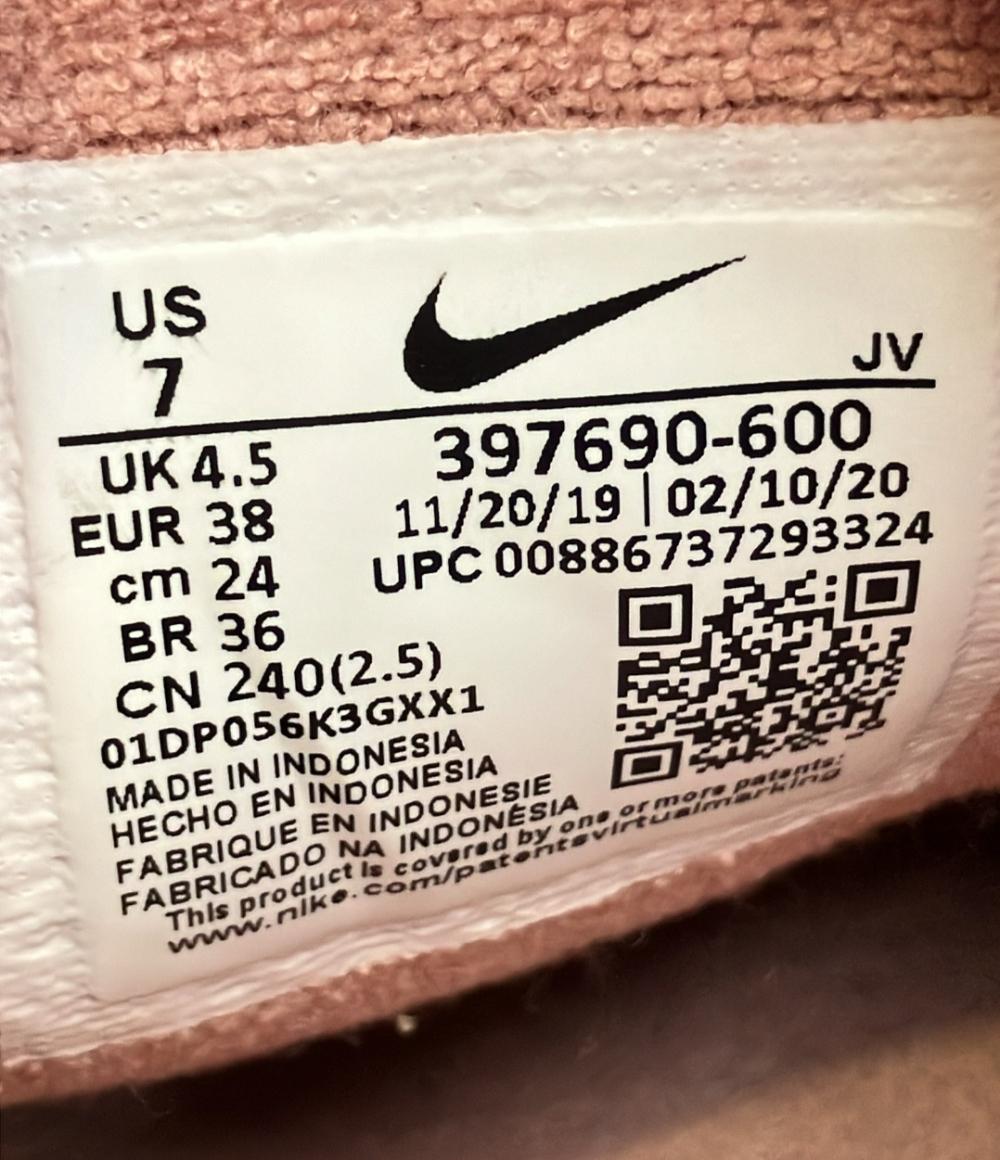 US
7
JV
UK 4.5
EUR 38
cm 24
BR 36
CN 240(2.5)
397690-600
11/20/19 | 02/10/20
UPC 00886737293324
01DP056K3GXX1
MADE IN INDONESIA
HECHO EN INDONESIA
FABRIQUE EN INDONESIE
FABRICADO NA INDONÉSIA
This product is covered by one or more patents:
www.nike.com/patentsvirtualmarking